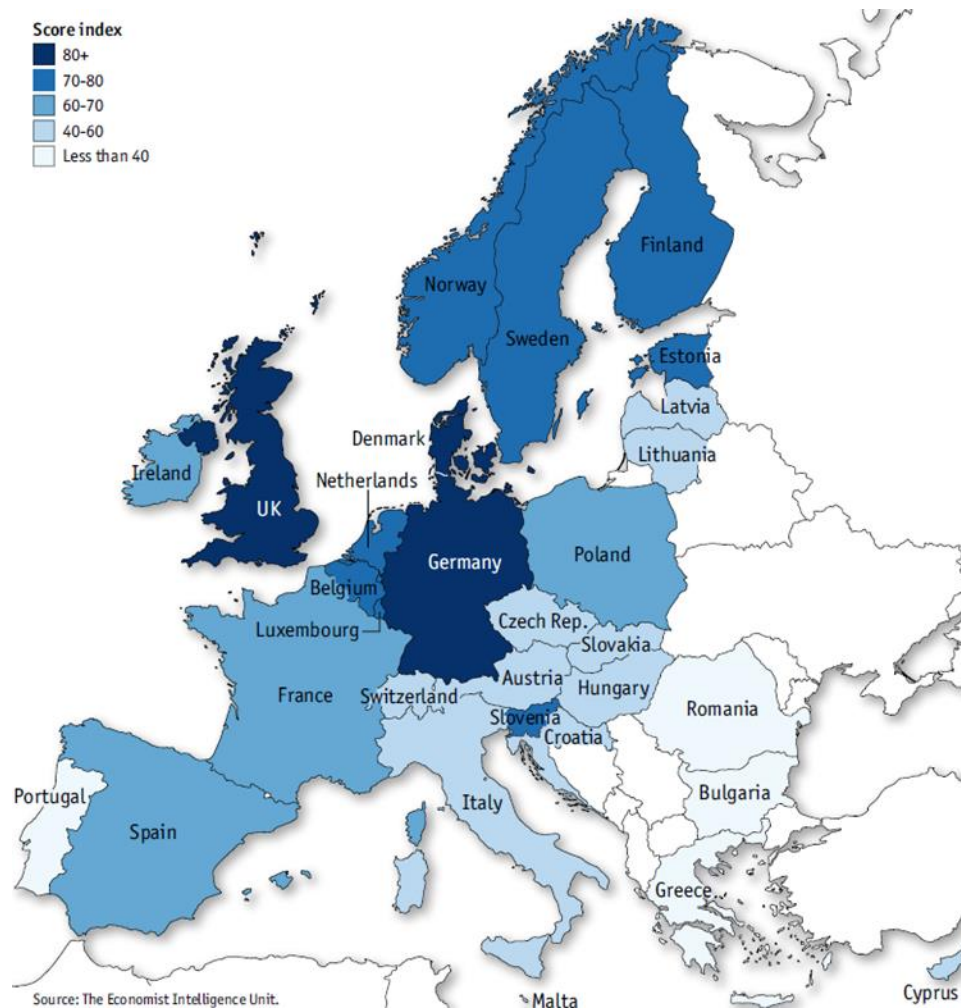 Score index
80+
70-80
60-70
40-60
Less than 40
Finland
Norway
Sweden
Estonia
Latvia
Denmark
Lithuania
Ireland
Netherlands
UK
Poland
Germany
Belgium
Czech Rep.
Luxembourg
Slovakia
Austria
Hungary
France
Switzerland
Romania
Slovenia
Croatia
Portugal
Bulgaria
Italy
Spain
Greece
Cyprus
Source: The Economist Intelligence Unit.
Malta